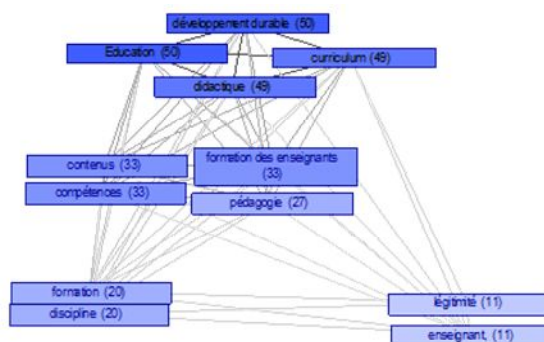 développement durable (50)
Education (50)
curriculum (49)
didactique (49)
contenus (33)
formation des enseignants
(33)
compétences (33)
pédagogie (27)
formation (20)
discipline (20)
légitimité (11)
enseignant, (11)